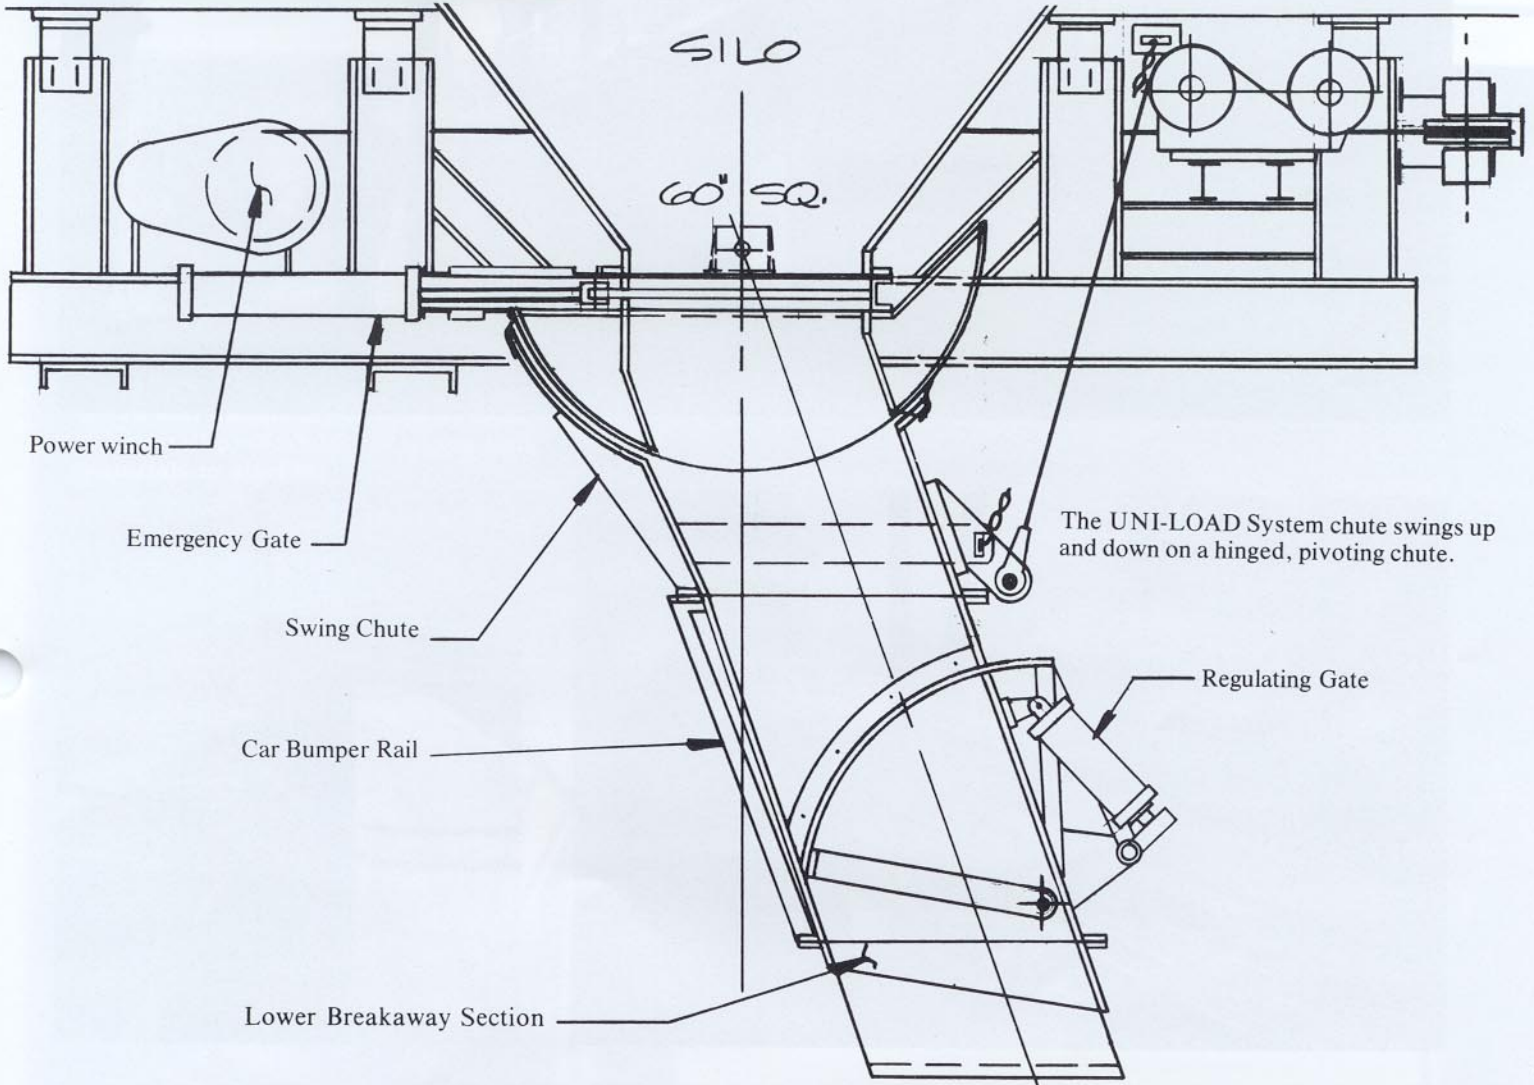 SILO
60" SQ.
Power winch
Emergency Gate
The UNI-LOAD System chute swings up
and down on a hinged, pivoting chute.
Swing Chute
Regulating Gate
Car Bumper Rail
Lower Breakaway Section